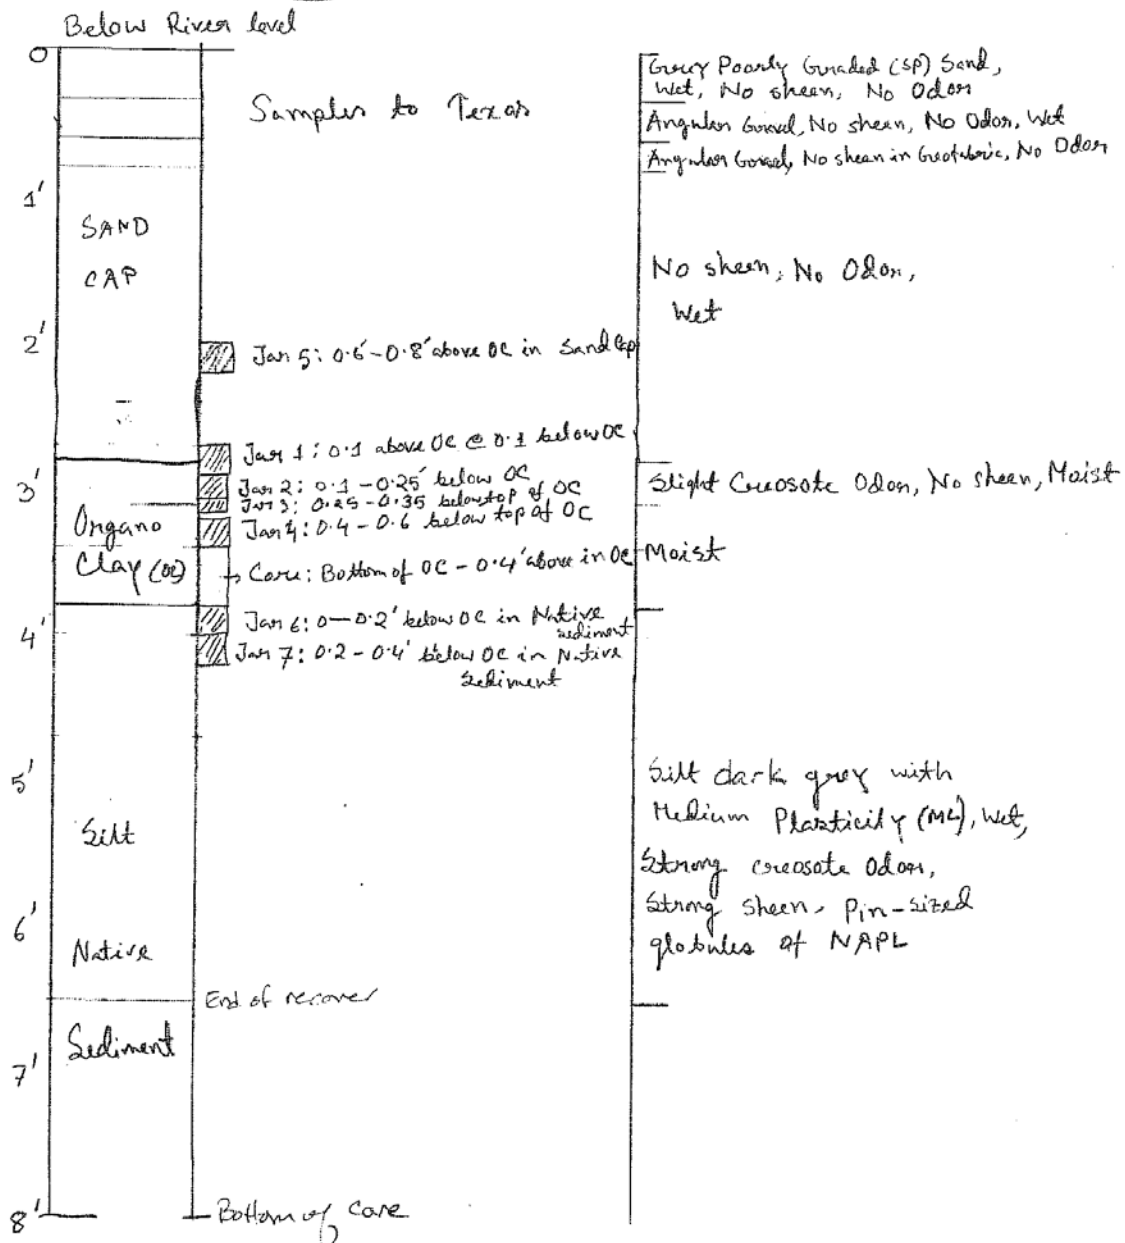 Below River level
0
Grey Poorly Graded (SP) Sand,
Wet, No sheen, No Odor
Samples to Texas
Angular Gravel, No sheen, No Odor, Wet
Angular Gravel, No sheen in Geofabric, No Odor
1'
SAND
CAP
No sheen, No Odor,
Wet
2'
Jar 5: 0.6'-0.8' above OC in Sand Cap
Jar 1: 0.1 above OC @ 0.1 below OC
3'
Jar 2: 0.1 - 0.25' below OC
Slight Creosote Odor, No sheen, Moist
Jar 3: 0.25 - 0.35 below top of OC
Organo
Jar 4: 0.4 - 0.6 below top of OC
Clay (OC)
Core: Bottom of OC - 0.4' above in OC
Moist
Jar 6: 0 - 0.2' below OC in Native
sediment
4'
Jar 7: 0.2 - 0.4' below OC in Native
Sediment
5'
Silt dark grey with
Medium Plasticity (ML), Wet,
Silt
Strong creosote Odor,
Strong sheen, Pin-sized
globules of NAPL
6'
Native
End of recover
Sediment
7'
8'
Bottom of Core